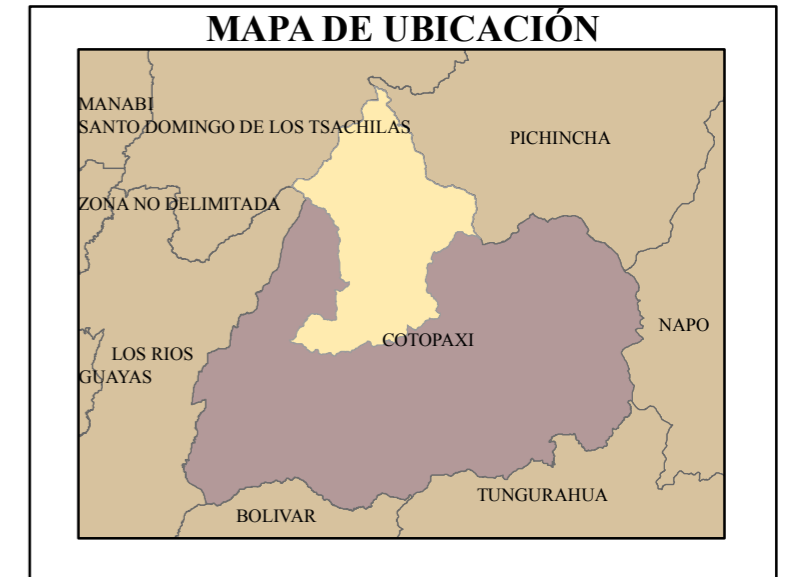 MAPA DE UBICACIÓN
MANABI
SANTO DOMINGO DE LOS TSACHILAS
PICHINCHA
ZONA NO DELIMITADA
NAPO
COTOPAXI
LOS RIOS
GUAYAS
TUNGURAHUA
BOLIVAR